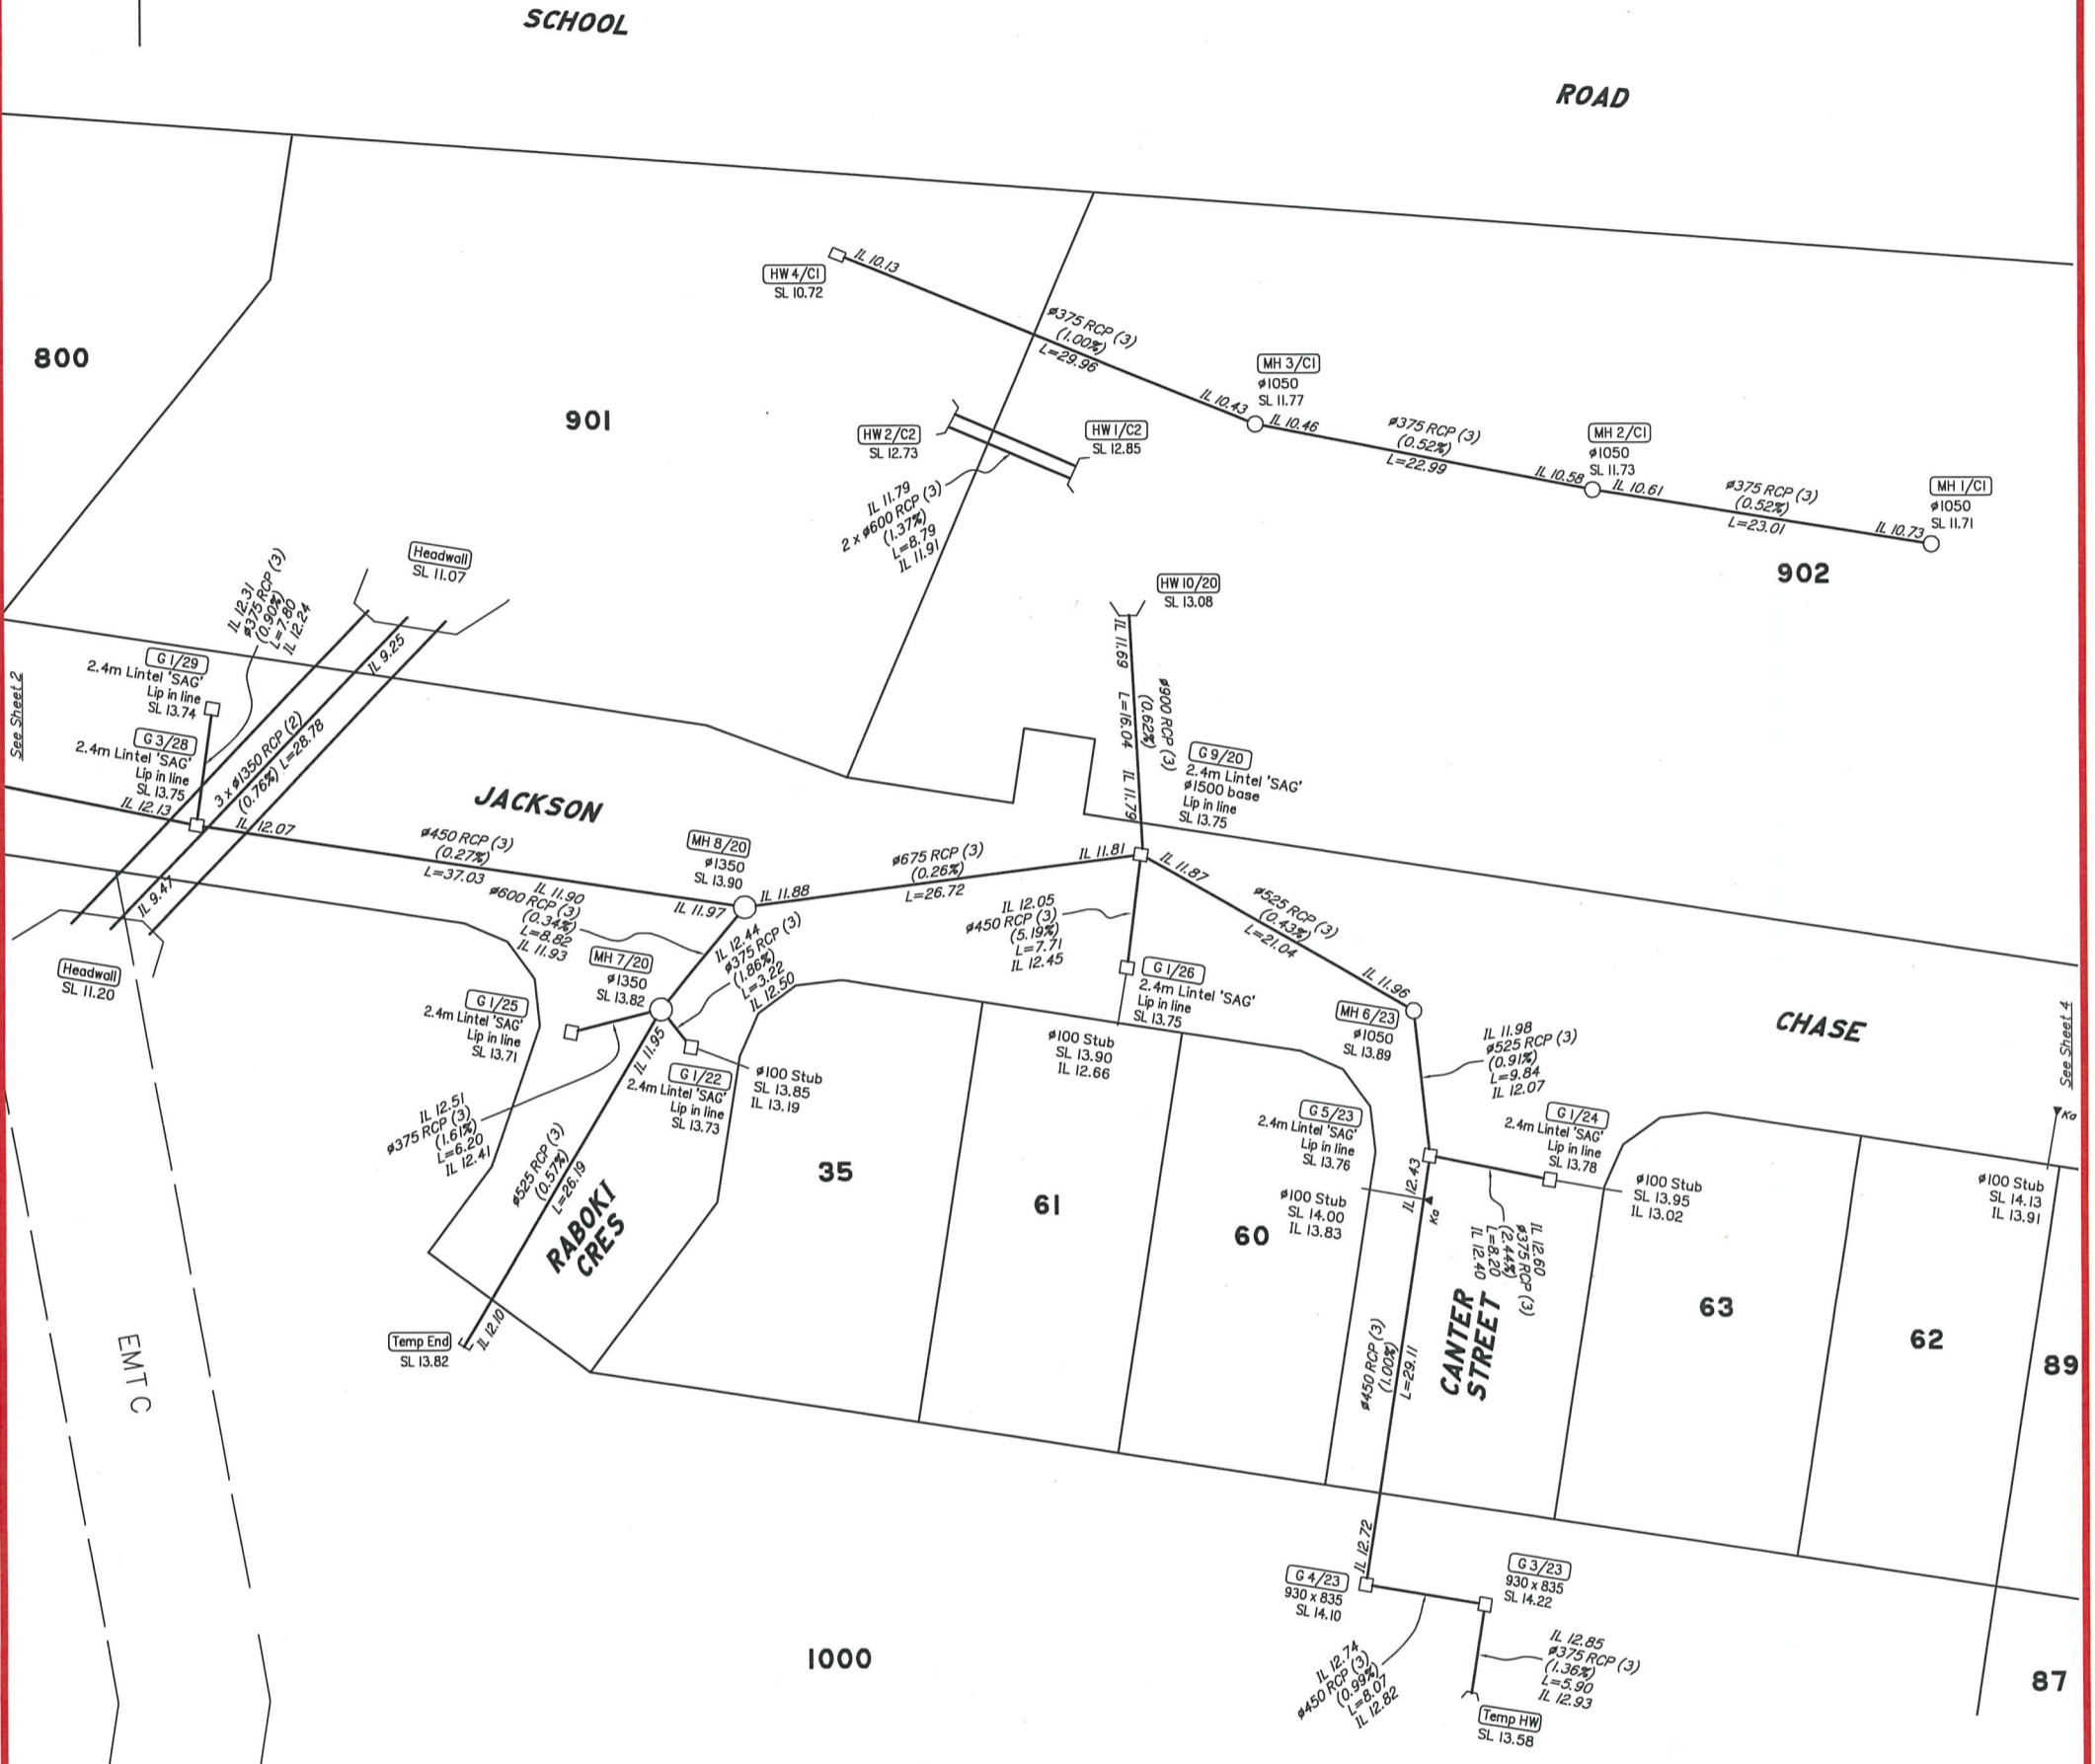 SCHOOL
ROAD
800
901
902
HW 4/C1
SL 10.72
IL 10.13
ø375 RCP (3)
(1.00%)
L=29.96
IL 10.43
MH 3/C1
ø1050
SL 11.77
IL 10.46
ø375 RCP (3)
(0.52%)
L=22.99
IL 10.58
MH 2/C1
ø1050
SL 11.73
IL 10.61
ø375 RCP (3)
(0.52%)
L=23.01
IL 10.73
MH 1/C1
ø1050
SL 11.71
HW 2/C2
SL 12.73
HW 1/C2
SL 12.85
IL 11.79
2 x ø600 RCP (3)
(1.37%)
L=8.79
IL 11.91
Headwall
SL 11.07
IL 12.31
ø375 RCP (3)
(0.90%)
L=7.80
IL 12.24
IL 9.25
3 x ø1350 RCP (2)
(0.76%) L=28.78
IL 9.47
Headwall
SL 11.20
See Sheet 2
G 1/29
2.4m Lintel 'SAG'
Lip in line
SL 13.74
G 3/28
2.4m Lintel 'SAG'
Lip in line
SL 13.75
IL 12.13
IL 12.07
ø450 RCP (3)
(0.27%)
L=37.03
IL 11.97
JACKSON
MH 8/20
ø1350
SL 13.90
IL 11.88
ø675 RCP (3)
(0.26%)
L=26.72
IL 11.81
HW 10/20
SL 13.08
IL 11.69
L=16.04
IL 11.79
ø900 RCP (3)
(0.62%)
G 9/20
2.4m Lintel 'SAG'
ø1500 base
Lip in line
SL 13.75
IL 11.87
ø525 RCP (3)
(0.43%)
L=21.04
IL 11.96
IL 11.90
ø600 RCP (3)
(0.34%)
L=8.82
IL 11.93
MH 7/20
ø1350
SL 13.82
IL 12.44
ø375 RCP (3)
(1.86%)
L=3.22
IL 12.50
IL 12.05
ø450 RCP (3)
(5.19%)
L=7.71
IL 12.45
G 1/26
2.4m Lintel 'SAG'
Lip in line
SL 13.75
ø100 Stub
SL 13.90
IL 12.66
G 1/25
2.4m Lintel 'SAG'
Lip in line
SL 13.71
IL 12.51
ø375 RCP (3)
(1.61%)
L=6.20
IL 12.41
IL 11.95
G 1/22
2.4m Lintel 'SAG'
Lip in line
SL 13.73
ø100 Stub
SL 13.85
IL 13.19
ø525 RCP (3)
(0.57%)
L=26.19
IL 12.10
RABOKI
CRES
Temp End
SL 13.82
MH 6/23
ø1050
SL 13.89
IL 11.98
ø525 RCP (3)
(0.91%)
L=9.84
IL 12.07
CHASE
See Sheet 4
G 5/23
2.4m Lintel 'SAG'
Lip in line
SL 13.76
G 1/24
2.4m Lintel 'SAG'
Lip in line
SL 13.78
ø100 Stub
SL 14.00
IL 13.83
IL 12.43
Ka
ø100 Stub
SL 13.95
IL 13.02
Ka
ø100 Stub
SL 14.13
IL 13.91
IL 12.60
ø375 RCP (3)
(2.44%)
L=8.20
IL 12.40
ø450 RCP (3)
(1.00%)
L=29.11
IL 12.72
CANTER
STREET
35
61
60
63
62
89
87
EMTC
1000
G 4/23
930 x 835
SL 14.10
G 3/23
930 x 835
SL 14.22
IL 12.74
ø450 RCP (3)
(0.99%)
L=8.07
IL 12.82
IL 12.85
ø375 RCP (3)
(1.36%)
L=5.90
IL 12.93
Temp HW
SL 13.58